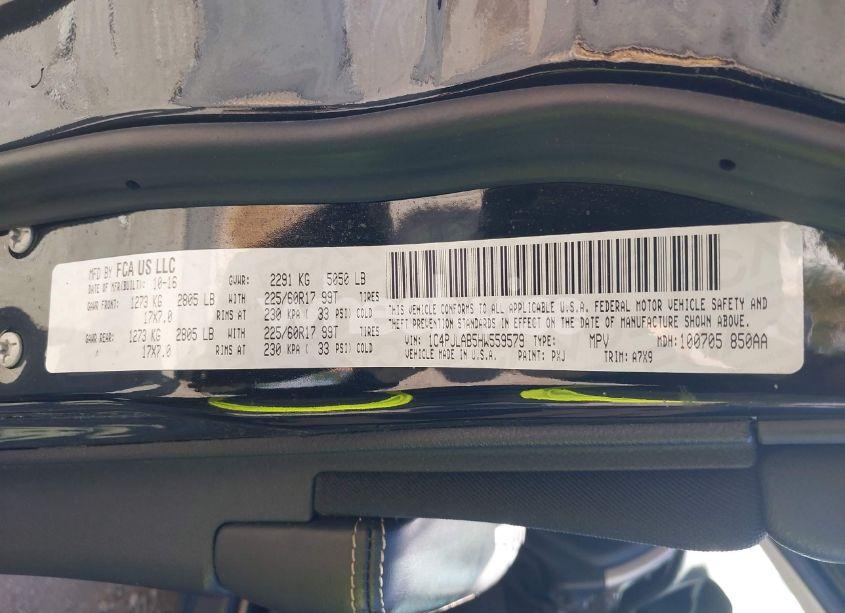 MFD BY FCA US LLC
DATE OF MFR(BUILT): 10-16 GVWR: 2291 KG 5050 LB
GAWR FRONT: 1273 KG 2805 LB WITH 225/60R17 99T TIRES
17X7.0 RIMS AT 230 KPA ( 33 PSI) COLD
GAWR REAR: 1273 KG 2805 LB WITH 225/60R17 99T TIRES
17X7.0 RIMS AT 230 KPA ( 33 PSI) COLD
THIS VEHICLE CONFORMS TO ALL APPLICABLE U.S.A. FEDERAL MOTOR VEHICLE SAFETY AND
THEFT PREVENTION STANDARDS IN EFFECT ON THE DATE OF MANUFACTURE SHOWN ABOVE.
VIN: 1C4PJLAB5HW559579 TYPE: MPV MDH: 100705 850AA
VEHICLE MADE IN U.S.A. PAINT: PXJ TRIM: A7X9